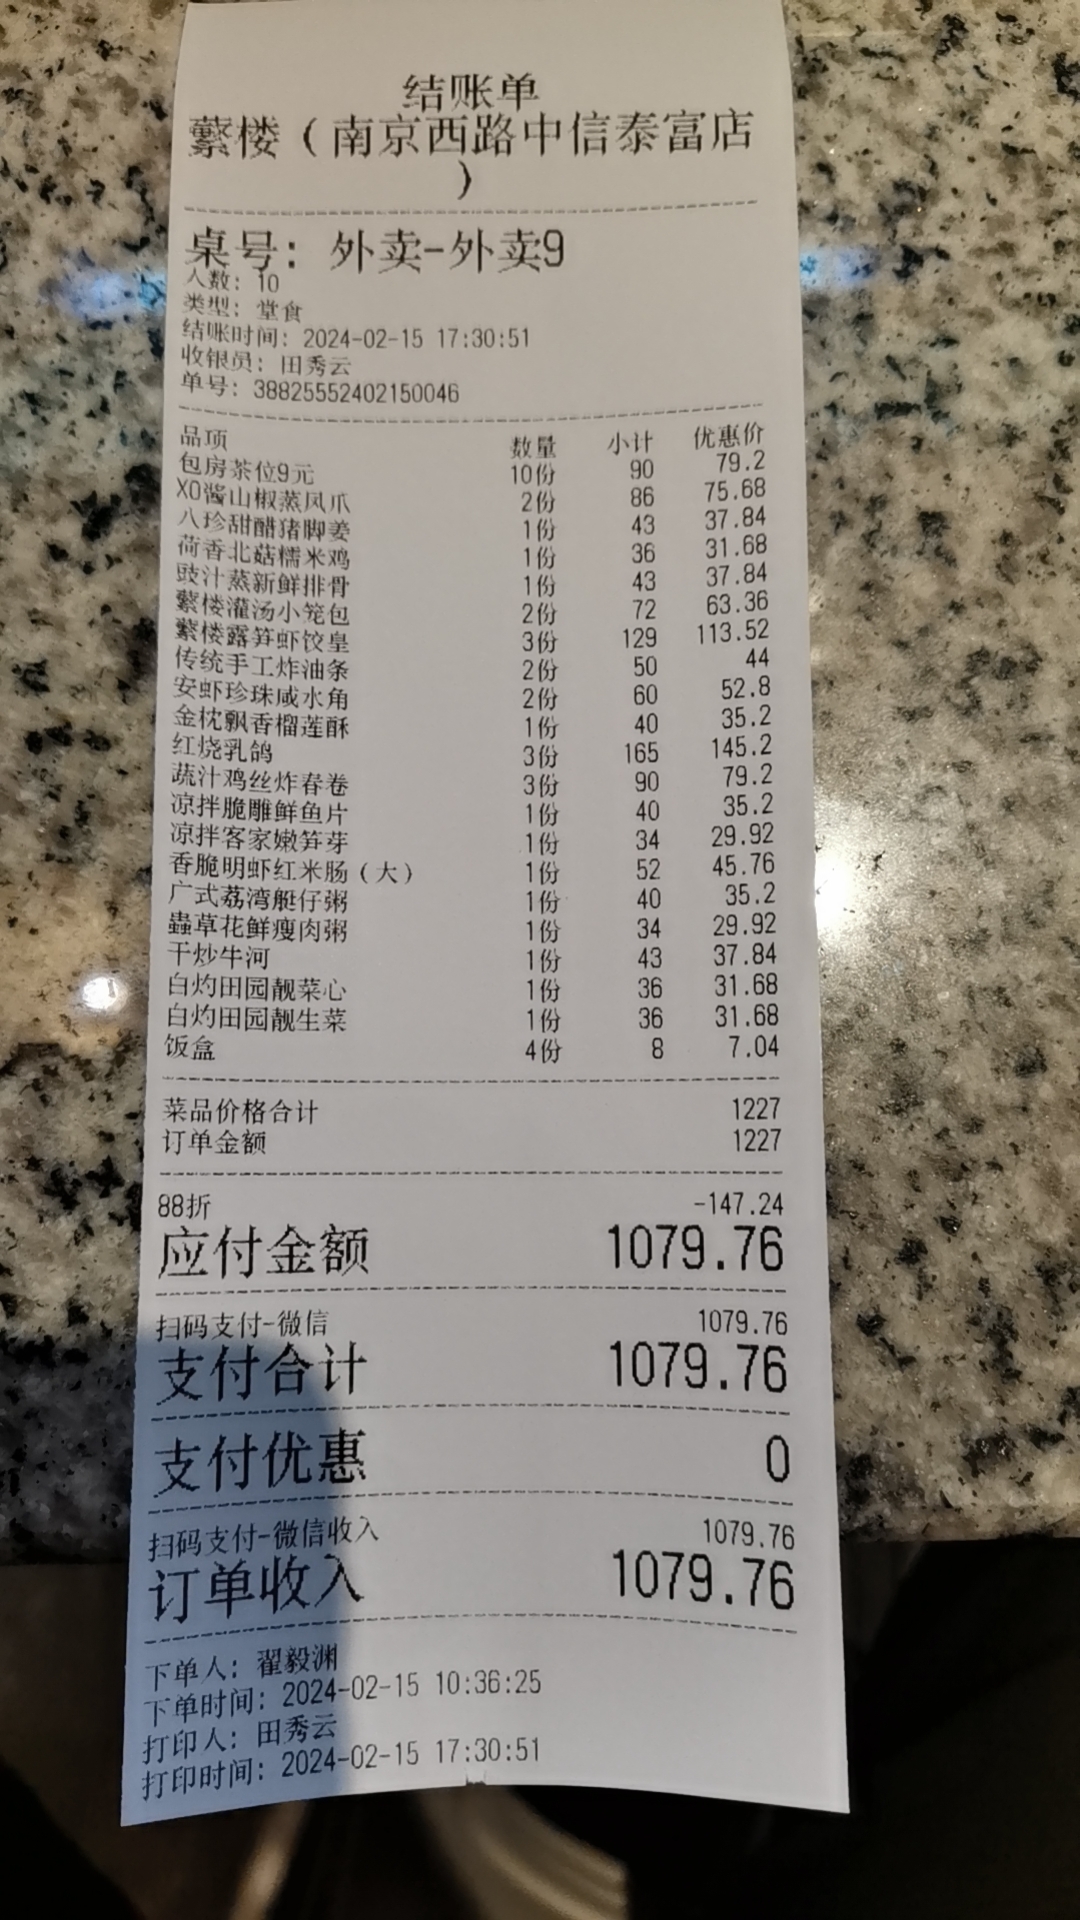 结账单
蘩楼（南京西路中信泰富店
）
桌号: 外卖-外卖9
人数: 10
类型: 堂食
结账时间: 2024-02-15 17:30:51
收银员: 田秀云
单号: 38825552402150046
品项 数量 小计 优惠价
包房茶位9元 10份 90 79.2
XO酱山椒蒸凤爪 2份 86 75.68
八珍甜醋猪脚姜 1份 43 37.84
荷香北菇糯米鸡 1份 36 31.68
豉汁蒸新鲜排骨 1份 43 37.84
蘩楼灌汤小笼包 2份 72 63.36
蘩楼露笋虾饺皇 3份 129 113.52
传统手工炸油条 2份 50 44
安虾珍珠咸水角 2份 60 52.8
金枕飘香榴莲酥 1份 40 35.2
红烧乳鸽 3份 165 145.2
蔬汁鸡丝炸春卷 3份 90 79.2
凉拌脆雕鲜鱼片 1份 40 35.2
凉拌客家嫩笋芽 1份 34 29.92
香脆明虾红米肠（大） 1份 52 45.76
广式荔湾艇仔粥 1份 40 35.2
蟲草花鲜瘦肉粥 1份 34 29.92
干炒牛河 1份 43 37.84
白灼田园靓菜心 1份 36 31.68
白灼田园靓生菜 1份 36 31.68
饭盒 4份 8 7.04
菜品价格合计 1227
订单金额 1227
88折 -147.24
应付金额 1079.76
扫码支付-微信 1079.76
支付合计 1079.76
支付优惠 0
扫码支付-微信收入 1079.76
订单收入 1079.76
下单人: 翟毅渊
下单时间: 2024-02-15 10:36:25
打印人: 田秀云
打印时间: 2024-02-15 17:30:51